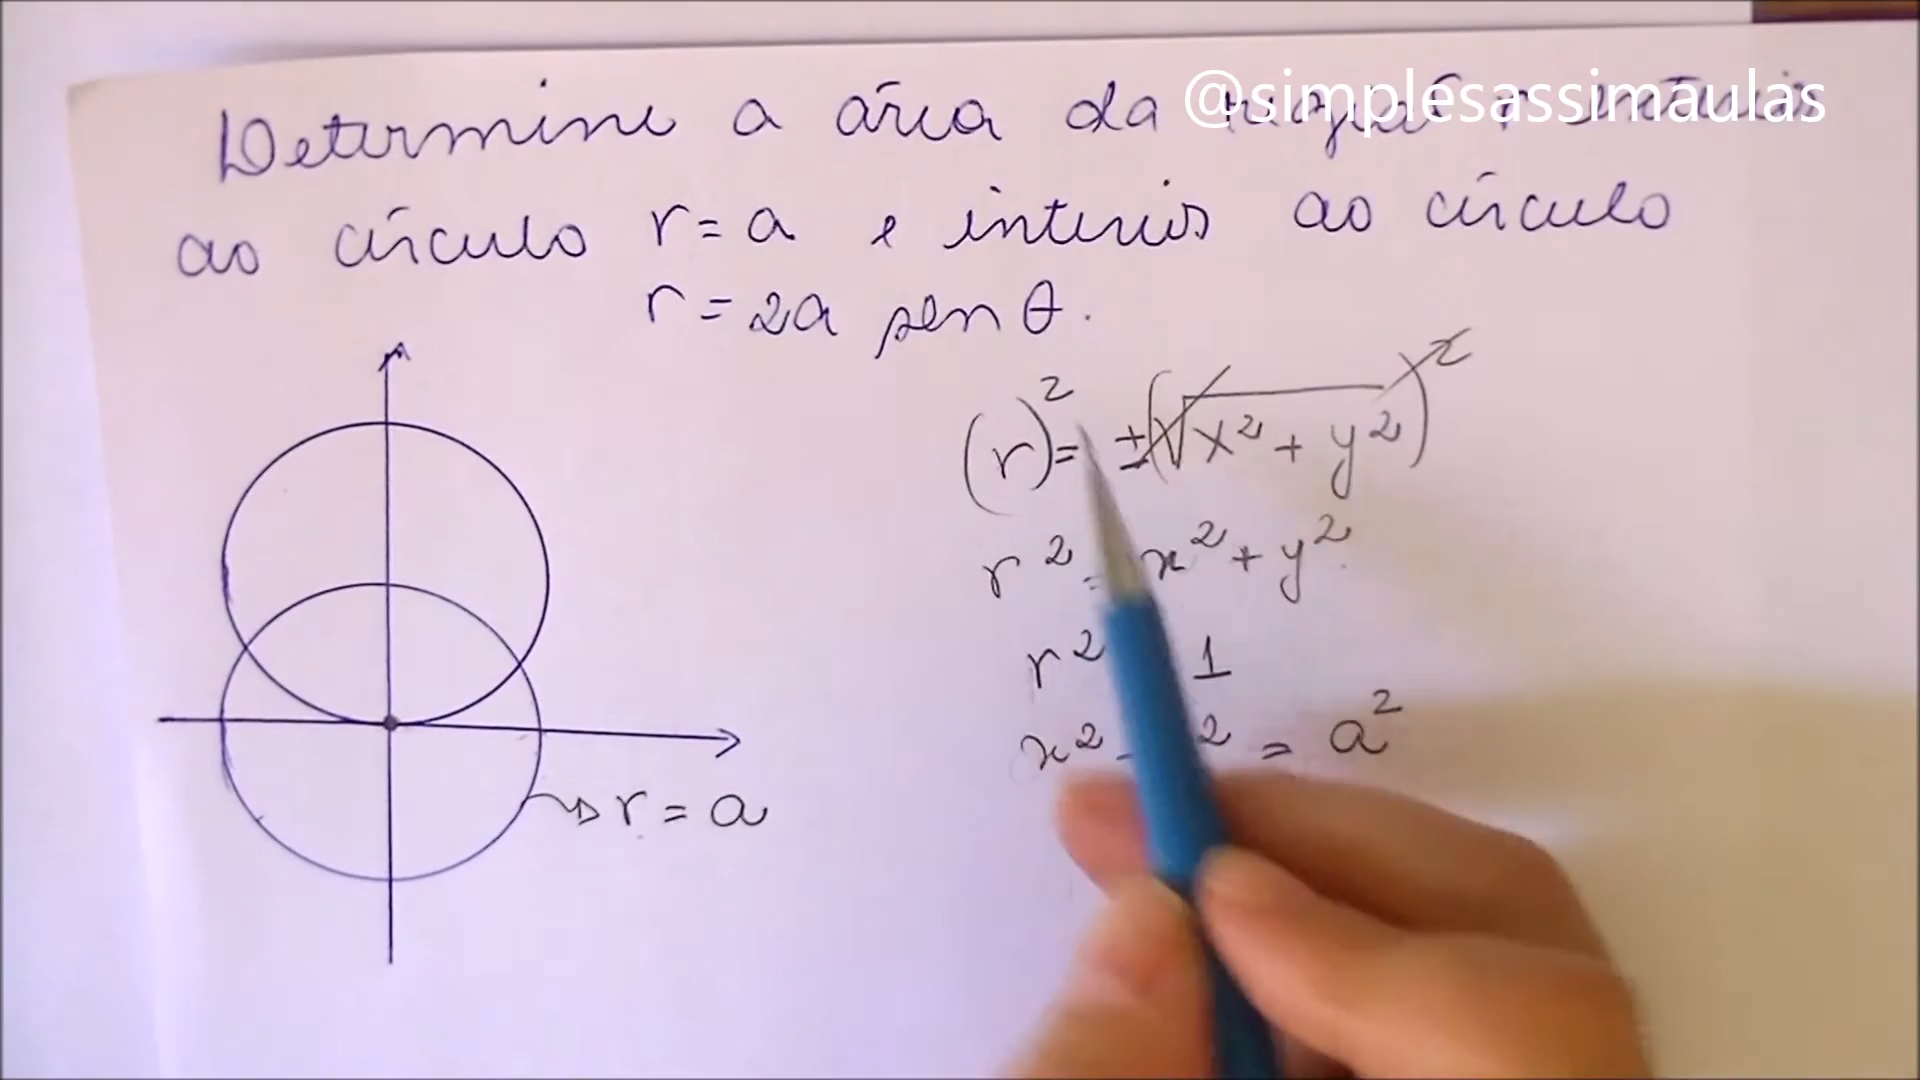 @simplesassimaulas
Determine a área da
ao círculo r = a e interior ao círculo
r = 2a sen θ.
(r)² = ±(√x² + y²)²
r² = x² + y²
r² 1
x² 2 = a²
r = a